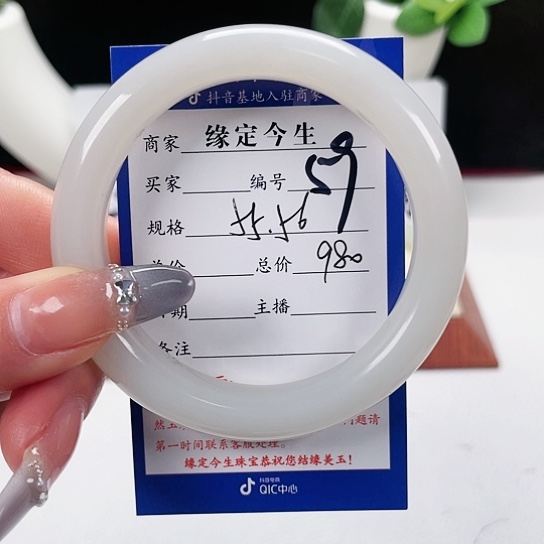 抖音基地入驻商家
商家 缘定今生
买家 编号 59
规格 55.56
总价 980
期 主播
备注
第一时间联系客服处理。
缘定今生珠宝恭祝您结缘美玉!
抖音电商
QIC中心